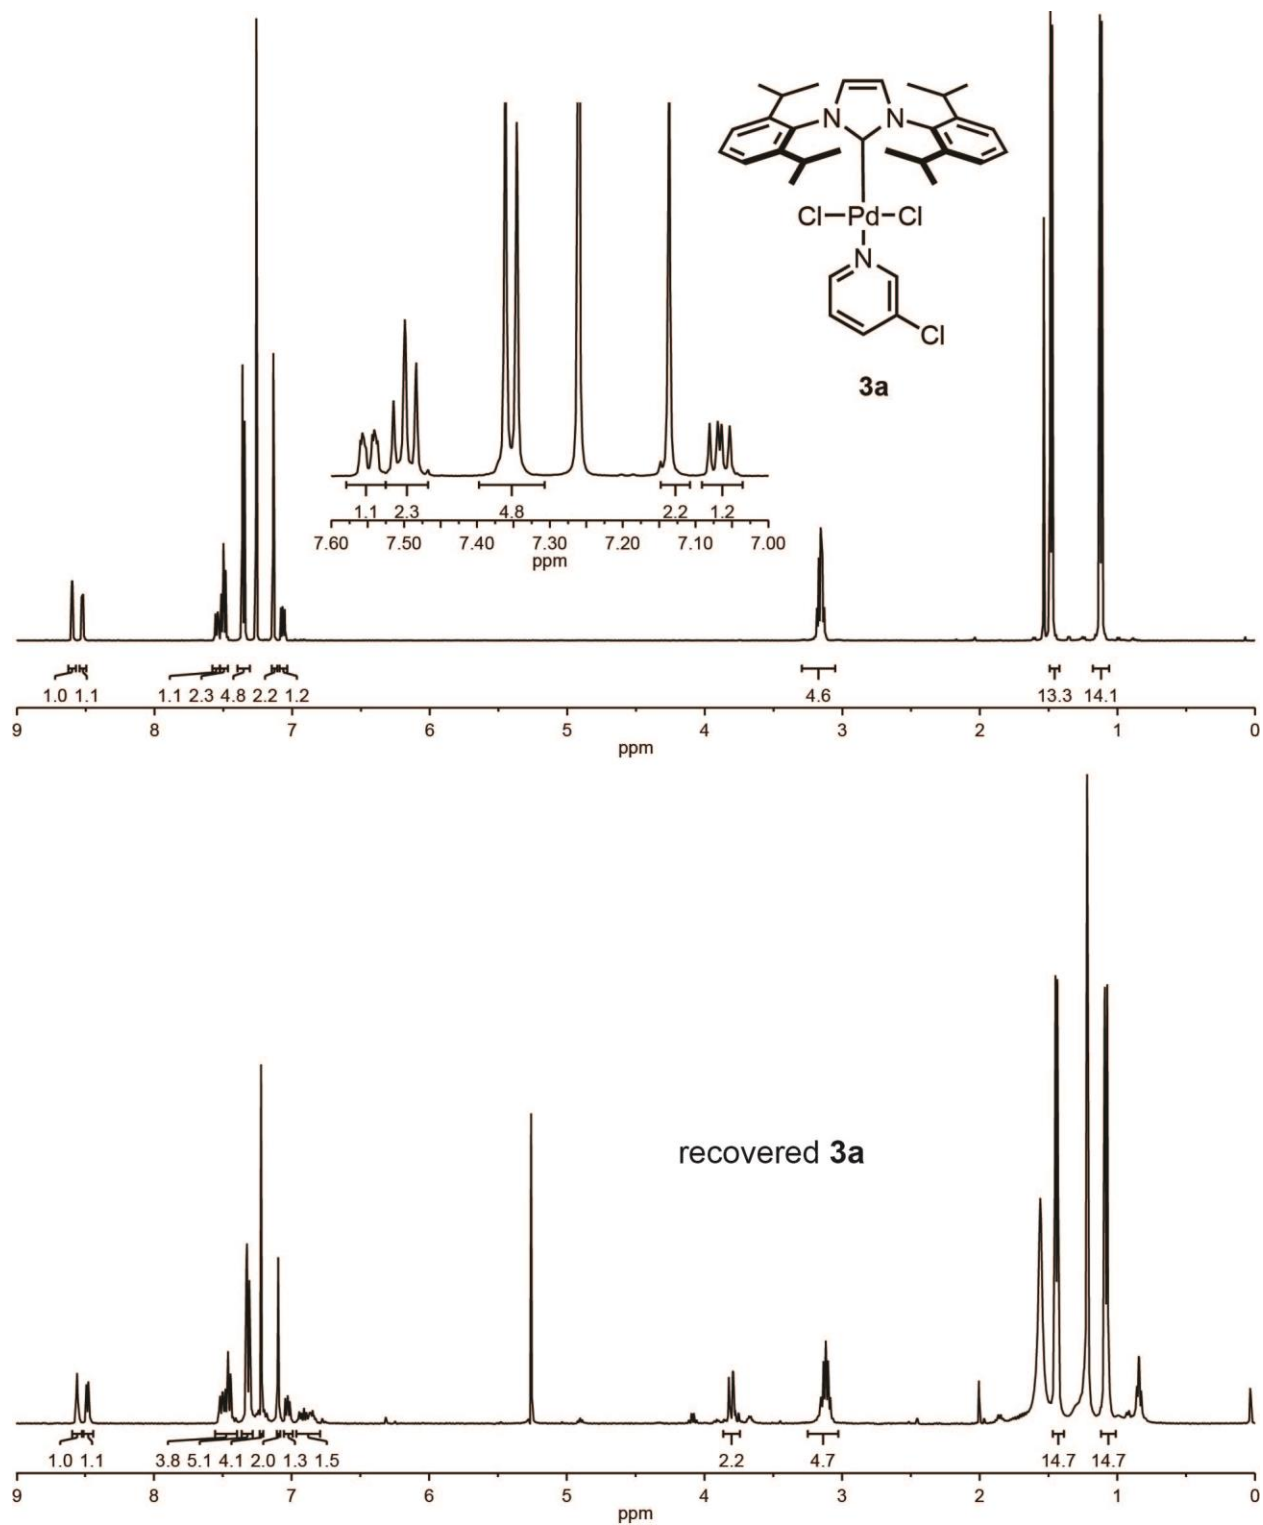 N N
Cl Pd Cl
N
Cl
3a
1.1 2.3 4.8 2.2 1.2
7.60 7.50 7.40 7.30 7.20 7.10 7.00
ppm
1.0 1.1 1.1 2.3 4.8 2.2 1.2 4.6 13.3 14.1
9 8 7 6 5 4 3 2 1 0
ppm
recovered 3a
1.0 1.1 3.8 5.1 4.1 2.0 1.3 1.5 2.2 4.7 14.7 14.7
9 8 7 6 5 4 3 2 1 0
ppm